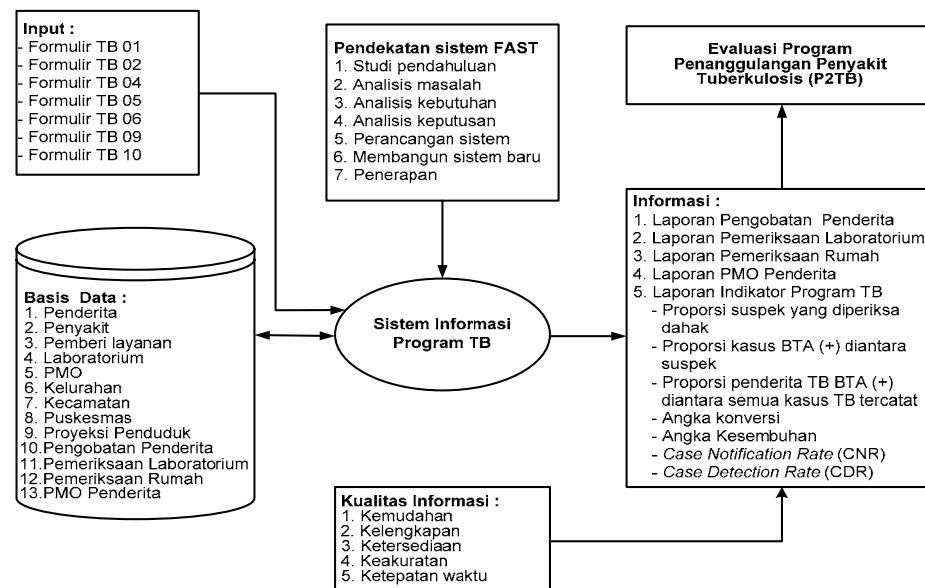 Input :
- Formulir TB 01
- Formulir TB 02
- Formulir TB 04
- Formulir TB 05
- Formulir TB 06
- Formulir TB 09
- Formulir TB 10
Pendekatan sistem FAST
1. Studi pendahuluan
2. Analisis masalah
3. Analisis kebutuhan
4. Analisis keputusan
5. Perancangan sistem
6. Membangun sistem baru
7. Penerapan
Evaluasi Program
Penanggulangan Penyakit
Tuberkulosis (P2TB)
Basis Data :
1. Penderita
2. Penyakit
3. Pemberi layanan
4. Laboratorium
5. PMO
6. Kelurahan
7. Kecamatan
8. Puskesmas
9. Proyeksi Penduduk
10.Pengobatan Penderita
11.Pemeriksaan Laboratorium
12.Pemeriksaan Rumah
13.PMO Penderita
Sistem Informasi
Program TB
Informasi :
1. Laporan Pengobatan Penderita
2. Laporan Pemeriksaan Laboratorium
3. Laporan Pemeriksaan Rumah
4. Laporan PMO Penderita
5. Laporan Indikator Program TB
- Proporsi suspek yang diperiksa
dahak
- Proporsi kasus BTA (+) diantara
suspek
- Proporsi penderita TB BTA (+)
diantara semua kasus TB tercatat
- Angka konversi
- Angka Kesembuhan
- Case Notification Rate (CNR)
- Case Detection Rate (CDR)
Kualitas Informasi :
1. Kemudahan
2. Kelengkapan
3. Ketersediaan
4. Keakuratan
5. Ketepatan waktu